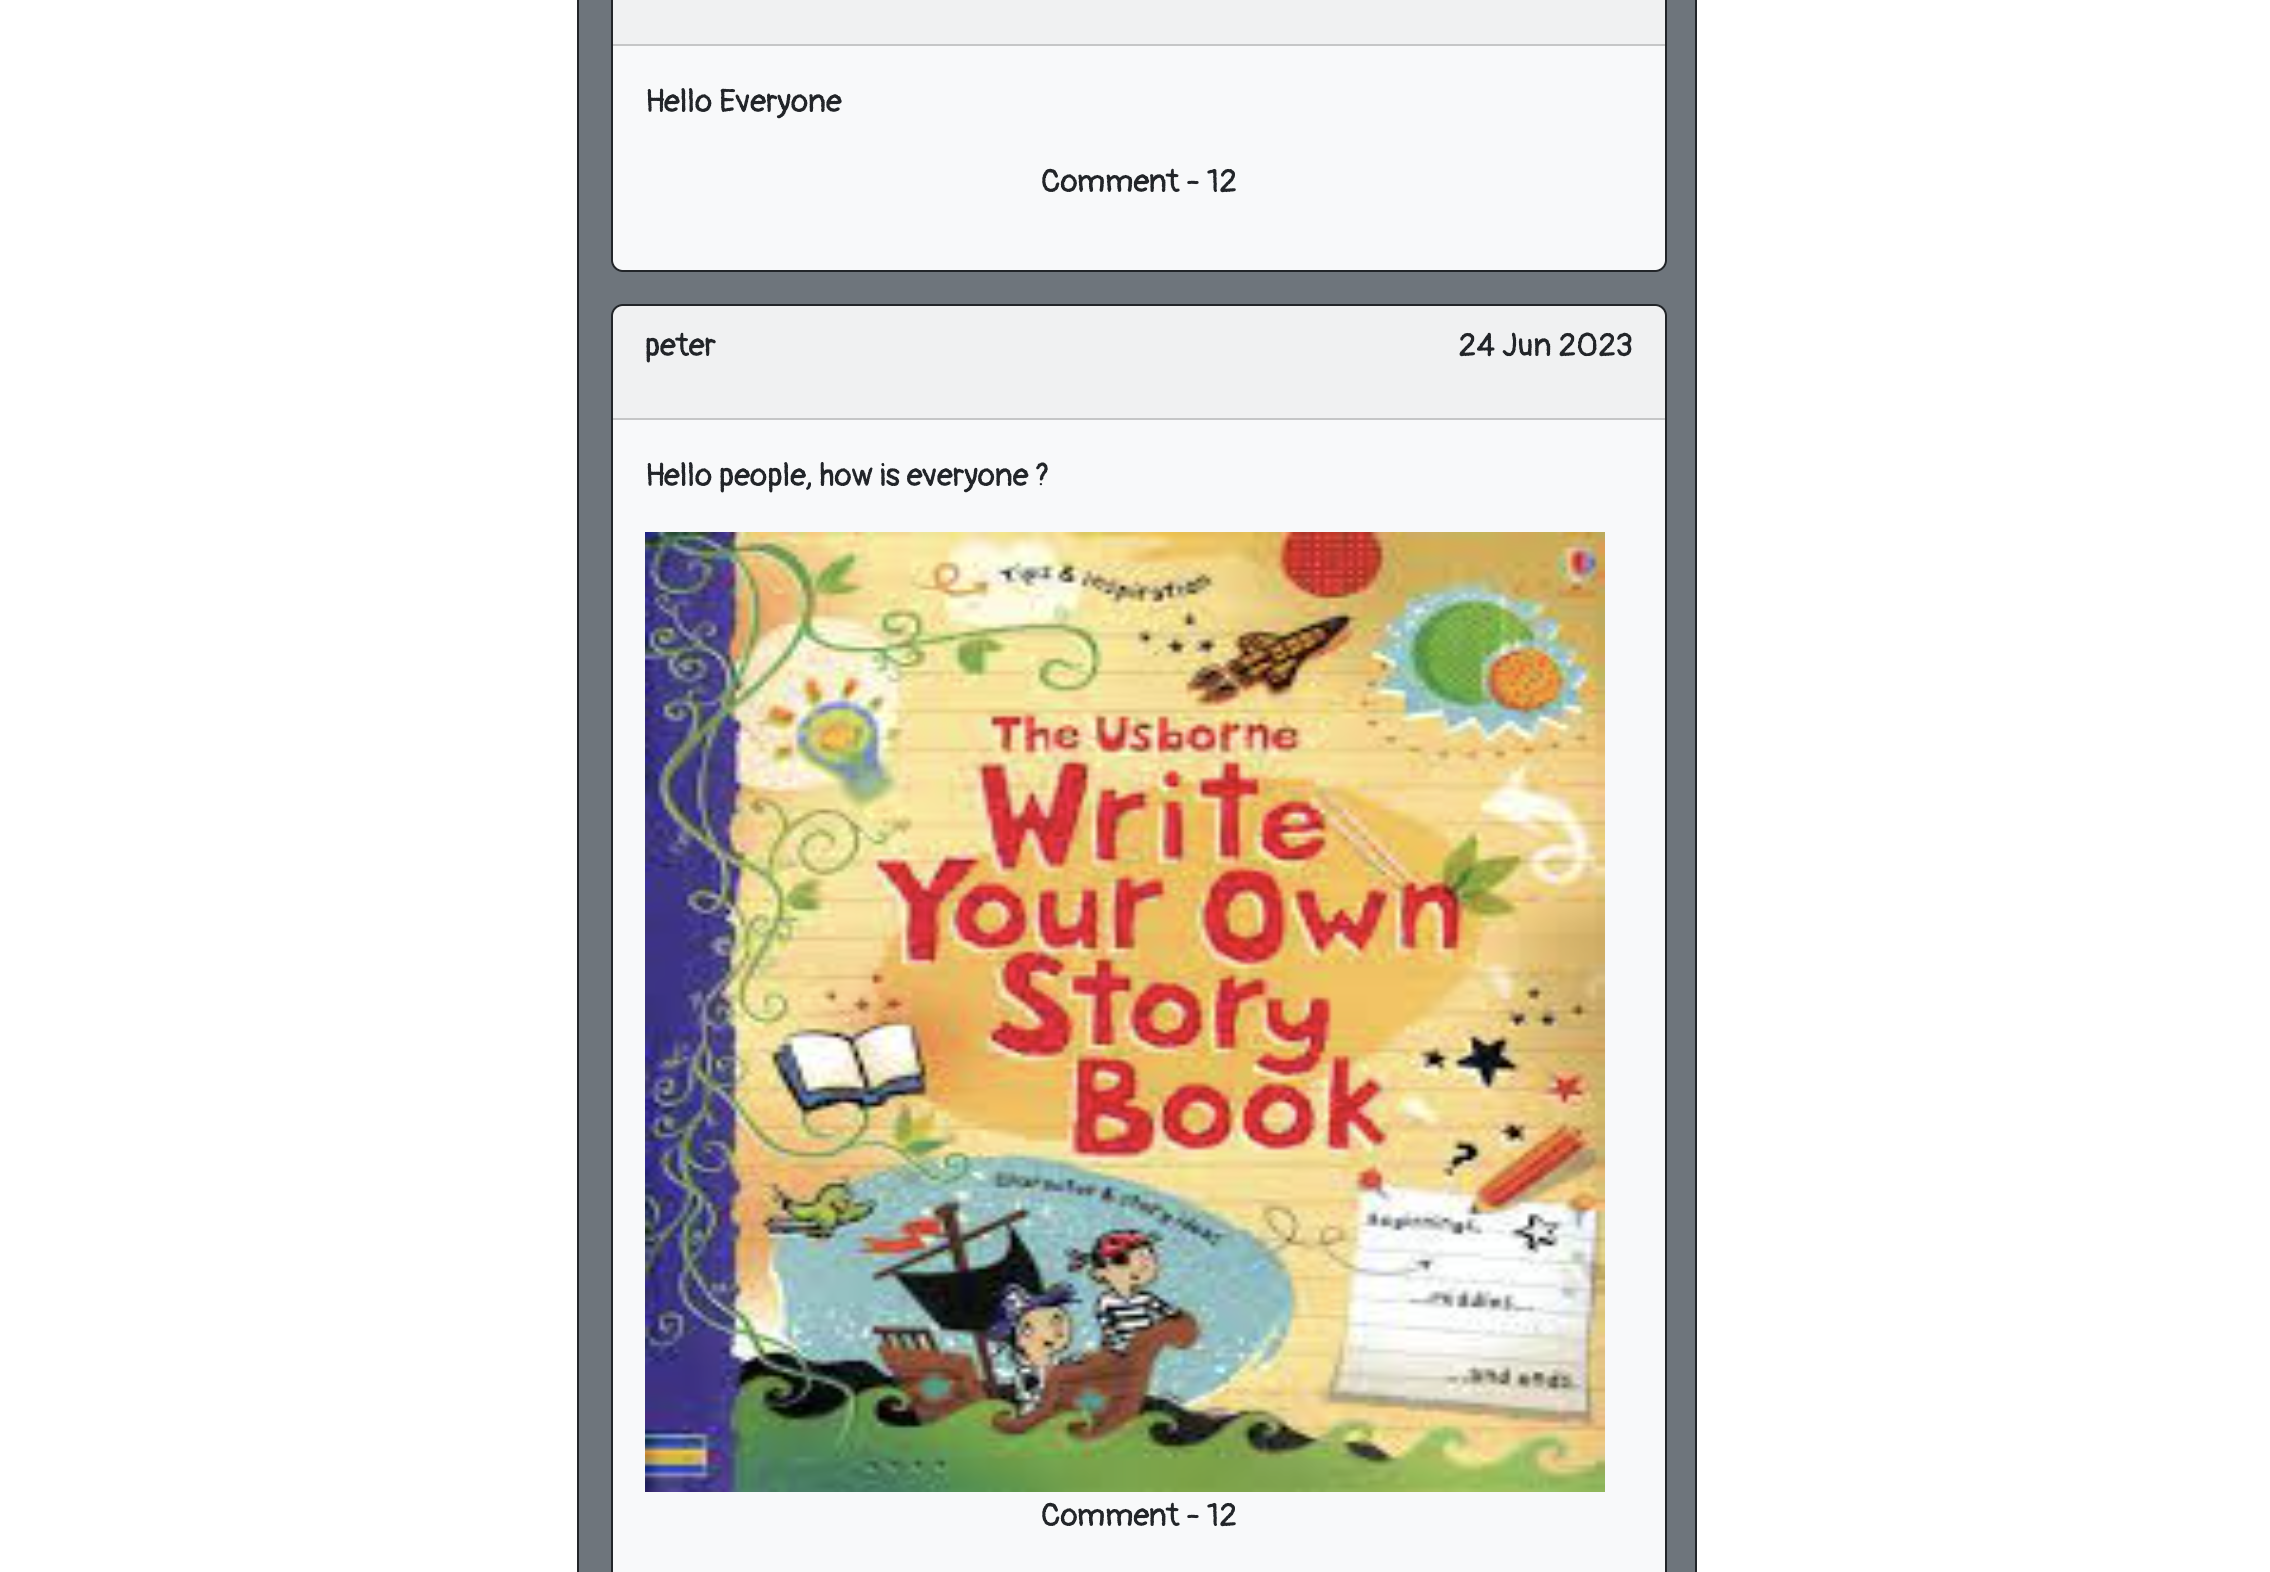 Hello Everyone
Comment - 12
peter
24 Jun 2023
Hello people, how is everyone ?
Tips & inspiration
The Usborne
Write
Your Own
Story
Book
Character & story ideas
Beginnings...
...middles...
...and ends.
Comment - 12